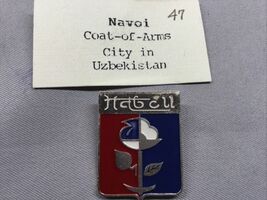 47
Navoi
Coat-of-Arms
City in
Uzbekistan
Навои